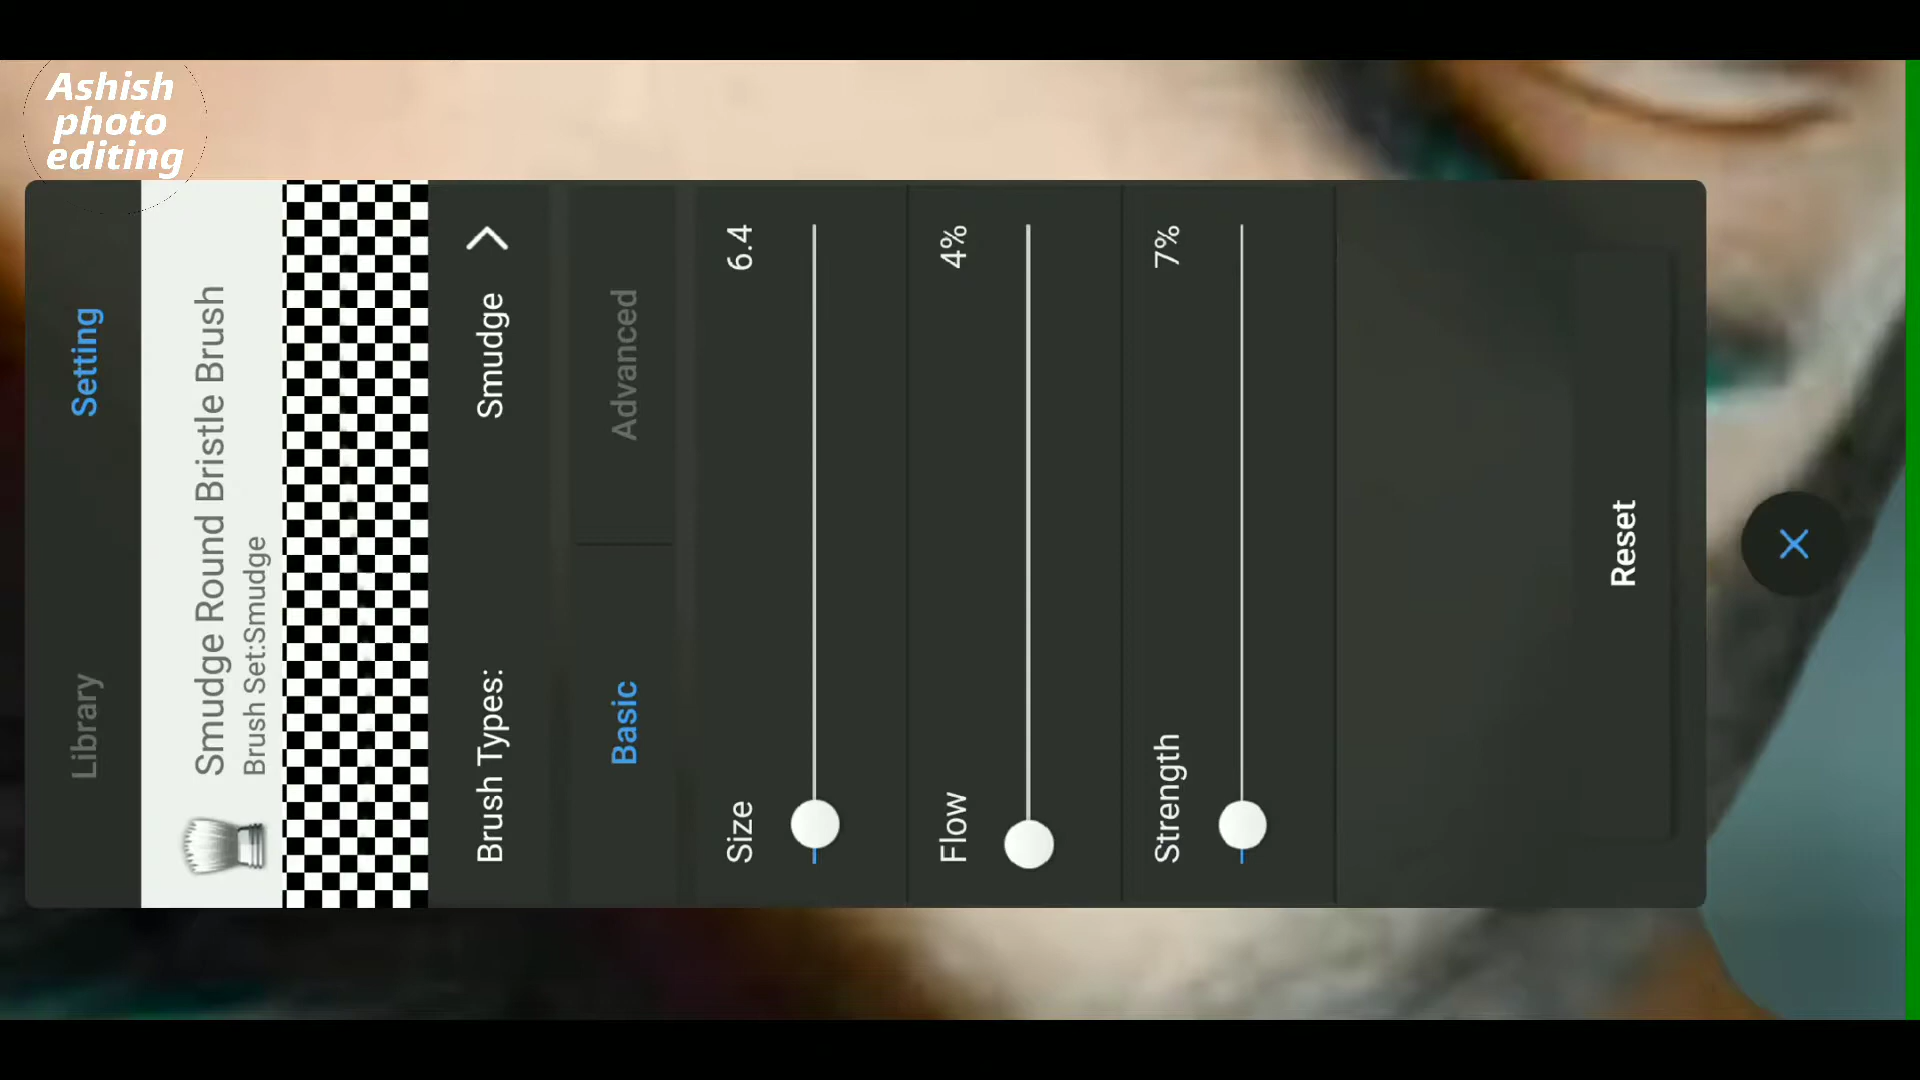 Ashish
photo
editing
Library
Setting
Smudge Round Bristle Brush
Brush Set:Smudge
Brush Types:
Smudge
Basic
Advanced
Size
6.4
Flow
4%
Strength
7%
Reset